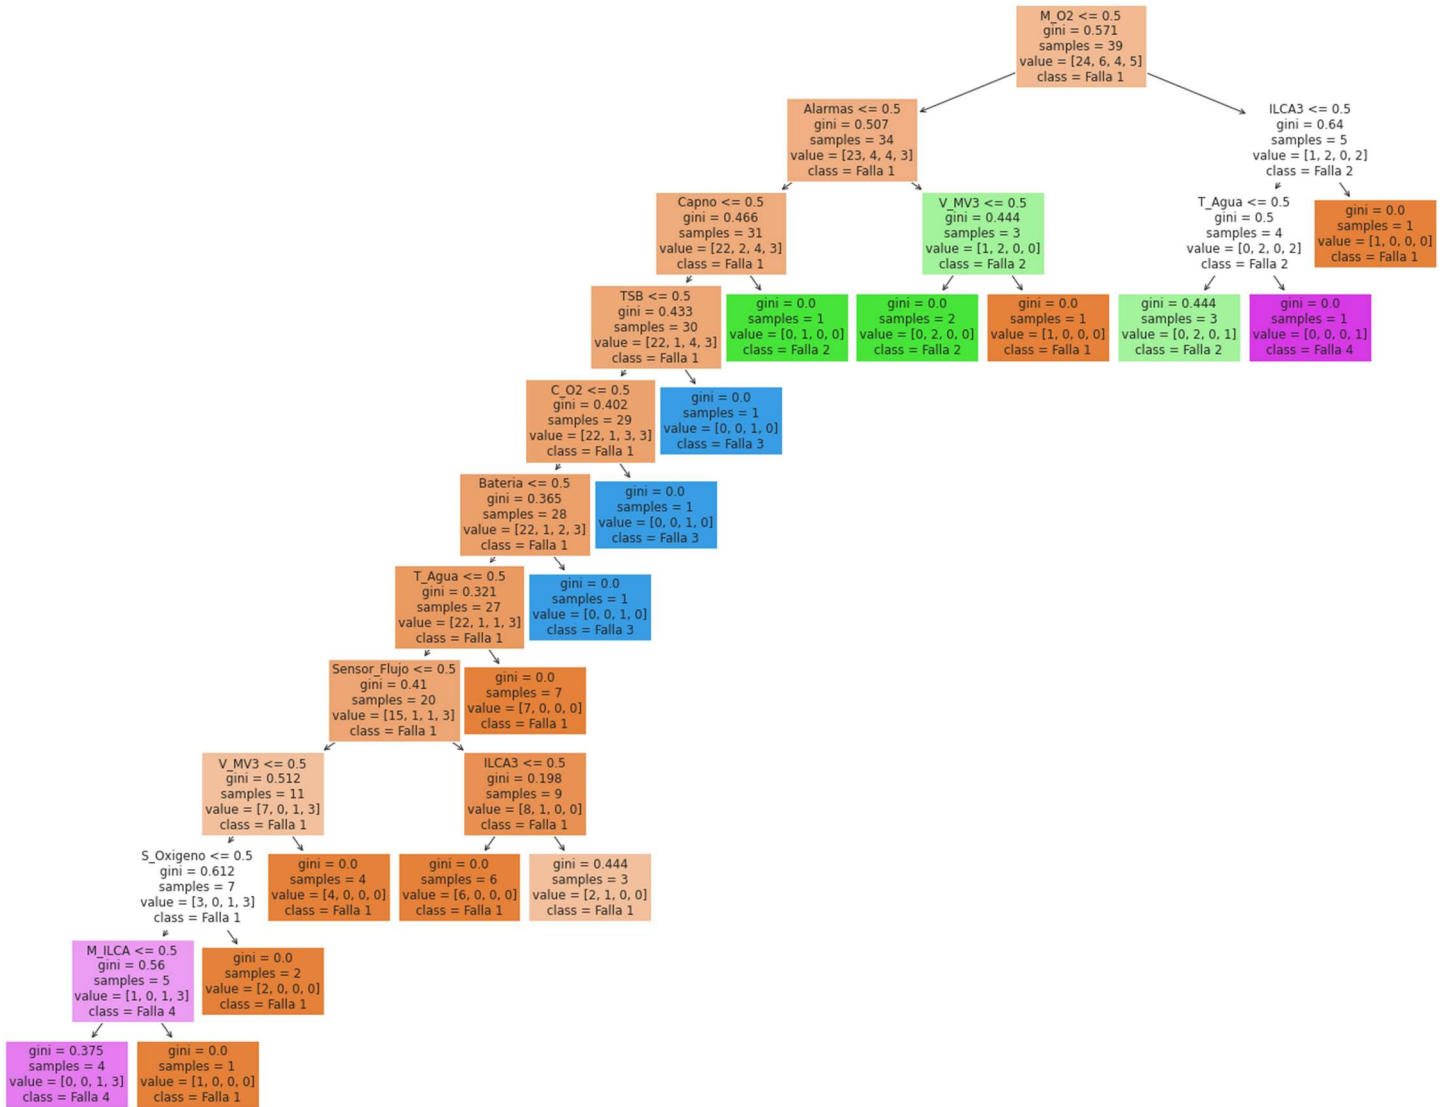 M_O2 <= 0.5
gini = 0.571
samples = 39
value = [24, 6, 4, 5]
class = Falla 1
Alarmas <= 0.5
gini = 0.507
samples = 34
value = [23, 4, 4, 3]
class = Falla 1
ILCA3 <= 0.5
gini = 0.64
samples = 5
value = [1, 2, 0, 2]
class = Falla 2
Capno <= 0.5
gini = 0.466
samples = 31
value = [22, 2, 4, 3]
class = Falla 1
V_MV3 <= 0.5
gini = 0.444
samples = 3
value = [1, 2, 0, 0]
class = Falla 2
T_Agua <= 0.5
gini = 0.5
samples = 4
value = [0, 2, 0, 2]
class = Falla 2
gini = 0.0
samples = 1
value = [1, 0, 0, 0]
class = Falla 1
TSB <= 0.5
gini = 0.433
samples = 30
value = [22, 1, 4, 3]
class = Falla 1
gini = 0.0
samples = 1
value = [0, 1, 0, 0]
class = Falla 2
gini = 0.0
samples = 2
value = [0, 2, 0, 0]
class = Falla 2
gini = 0.0
samples = 1
value = [1, 0, 0, 0]
class = Falla 1
gini = 0.444
samples = 3
value = [0, 2, 0, 1]
class = Falla 2
gini = 0.0
samples = 1
value = [0, 0, 0, 1]
class = Falla 4
C_O2 <= 0.5
gini = 0.402
samples = 29
value = [22, 1, 3, 3]
class = Falla 1
gini = 0.0
samples = 1
value = [0, 0, 1, 0]
class = Falla 3
Bateria <= 0.5
gini = 0.365
samples = 28
value = [22, 1, 2, 3]
class = Falla 1
gini = 0.0
samples = 1
value = [0, 0, 1, 0]
class = Falla 3
T_Agua <= 0.5
gini = 0.321
samples = 27
value = [22, 1, 1, 3]
class = Falla 1
gini = 0.0
samples = 1
value = [0, 0, 1, 0]
class = Falla 3
Sensor_Flujo <= 0.5
gini = 0.41
samples = 20
value = [15, 1, 1, 3]
class = Falla 1
gini = 0.0
samples = 7
value = [7, 0, 0, 0]
class = Falla 1
V_MV3 <= 0.5
gini = 0.512
samples = 11
value = [7, 0, 1, 3]
class = Falla 1
ILCA3 <= 0.5
gini = 0.198
samples = 9
value = [8, 1, 0, 0]
class = Falla 1
S_Oxigeno <= 0.5
gini = 0.612
samples = 7
value = [3, 0, 1, 3]
class = Falla 1
gini = 0.0
samples = 4
value = [4, 0, 0, 0]
class = Falla 1
gini = 0.0
samples = 6
value = [6, 0, 0, 0]
class = Falla 1
gini = 0.444
samples = 3
value = [2, 1, 0, 0]
class = Falla 1
M_ILCA <= 0.5
gini = 0.56
samples = 5
value = [1, 0, 1, 3]
class = Falla 4
gini = 0.0
samples = 2
value = [2, 0, 0, 0]
class = Falla 1
gini = 0.375
samples = 4
value = [0, 0, 1, 3]
class = Falla 4
gini = 0.0
samples = 1
value = [1, 0, 0, 0]
class = Falla 1